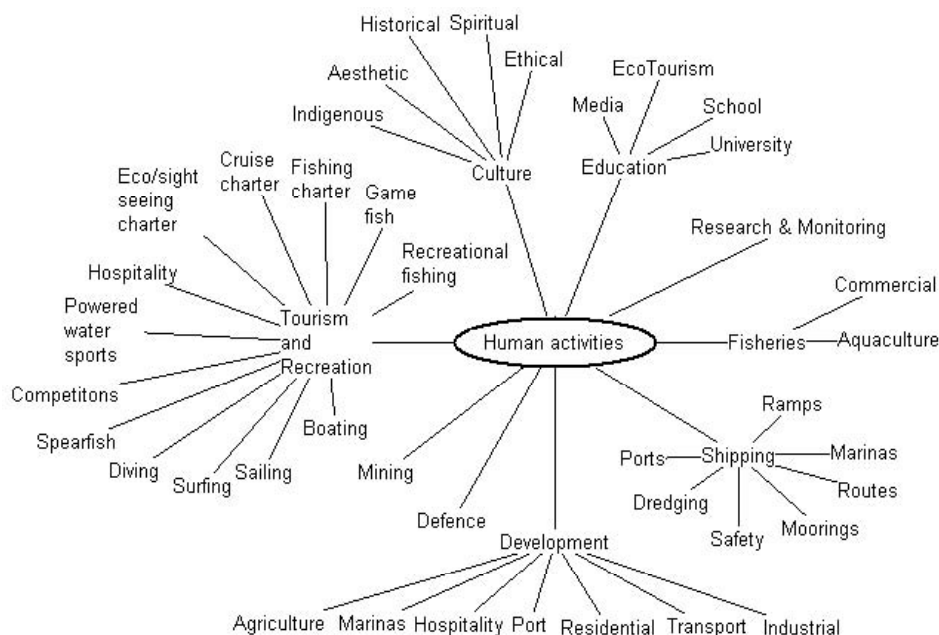 Historical
Spiritual
Ethical
Aesthetic
Indigenous
Culture
EcoTourism
Media
School
University
Education
Research & Monitoring
Commercial
Fisheries
Aquaculture
Eco/sight
seeing
charter
Cruise
charter
Fishing
charter
Game
fish
Recreational
fishing
Hospitality
Powered
water
sports
Tourism
and
Recreation
Competitons
Spearfish
Diving
Surfing
Sailing
Boating
Human activities
Mining
Defence
Ramps
Ports
Shipping
Marinas
Routes
Dredging
Safety
Moorings
Development
Agriculture
Marinas
Hospitality
Port
Residential
Transport
Industrial